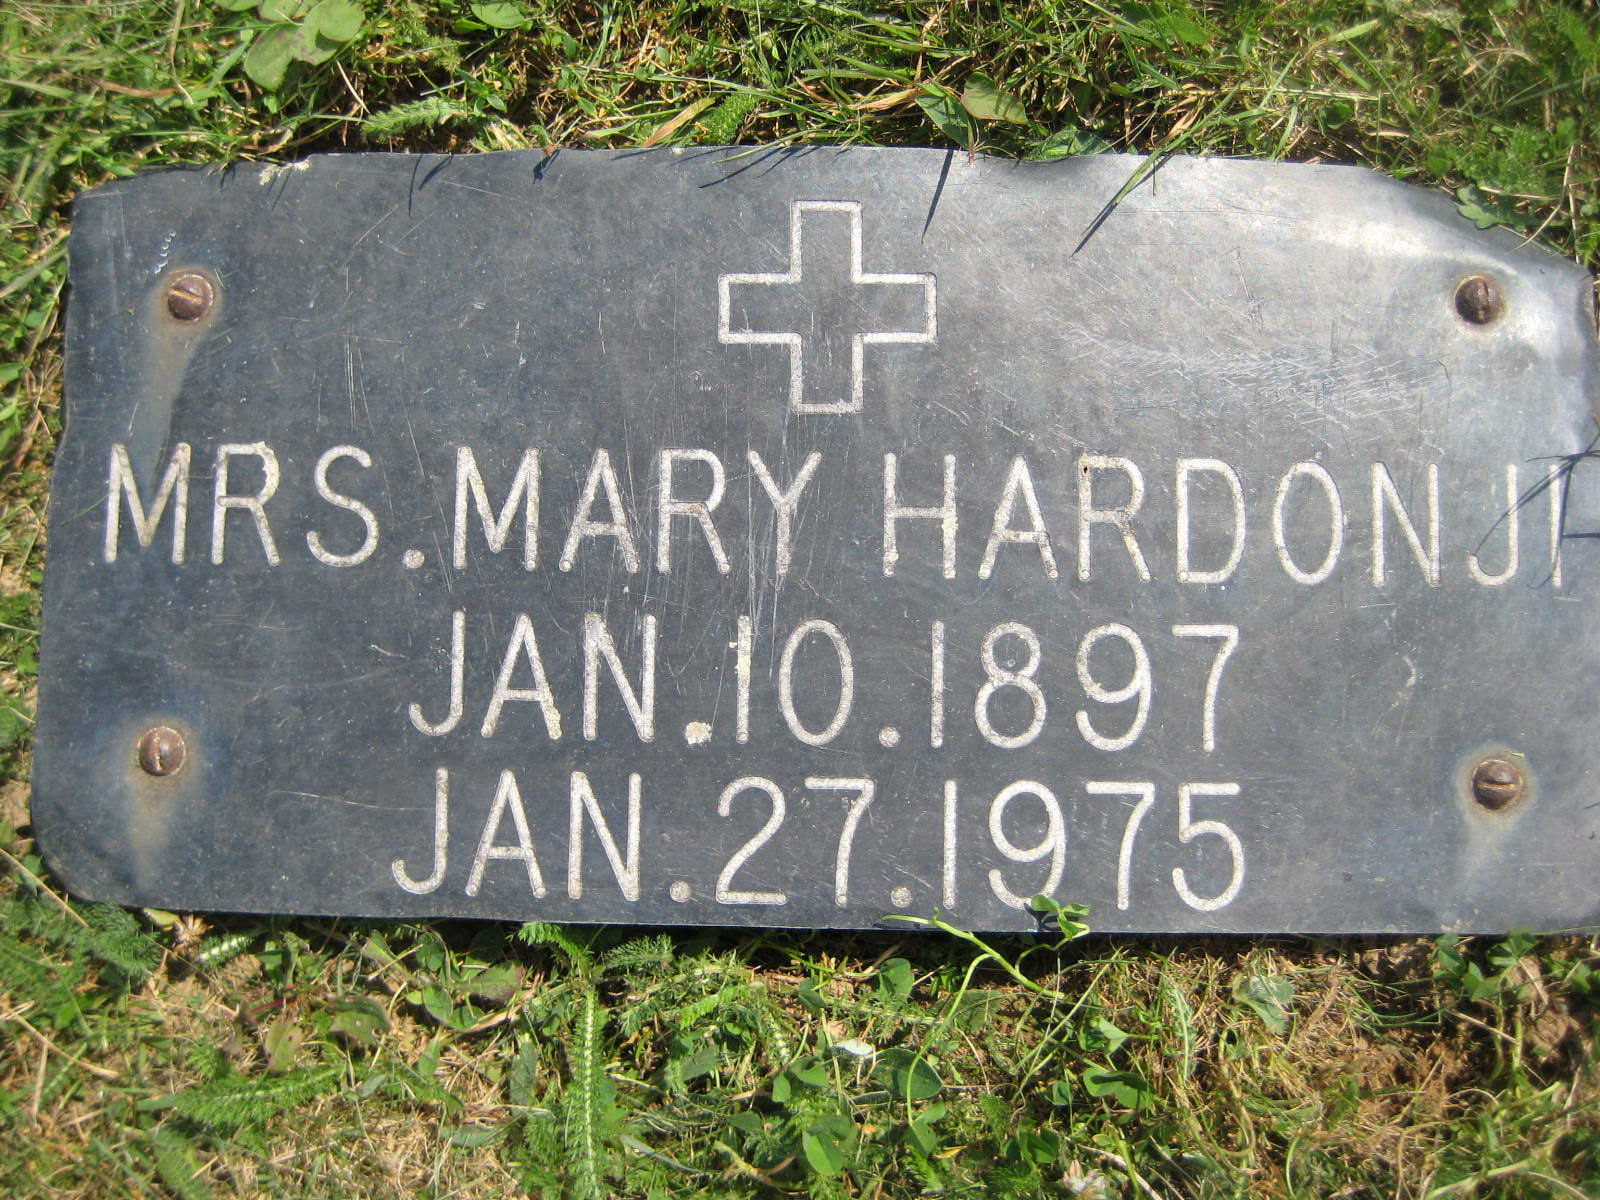 MRS. MARY HARDONJI
JAN. 10. 1897
JAN. 27. 1975